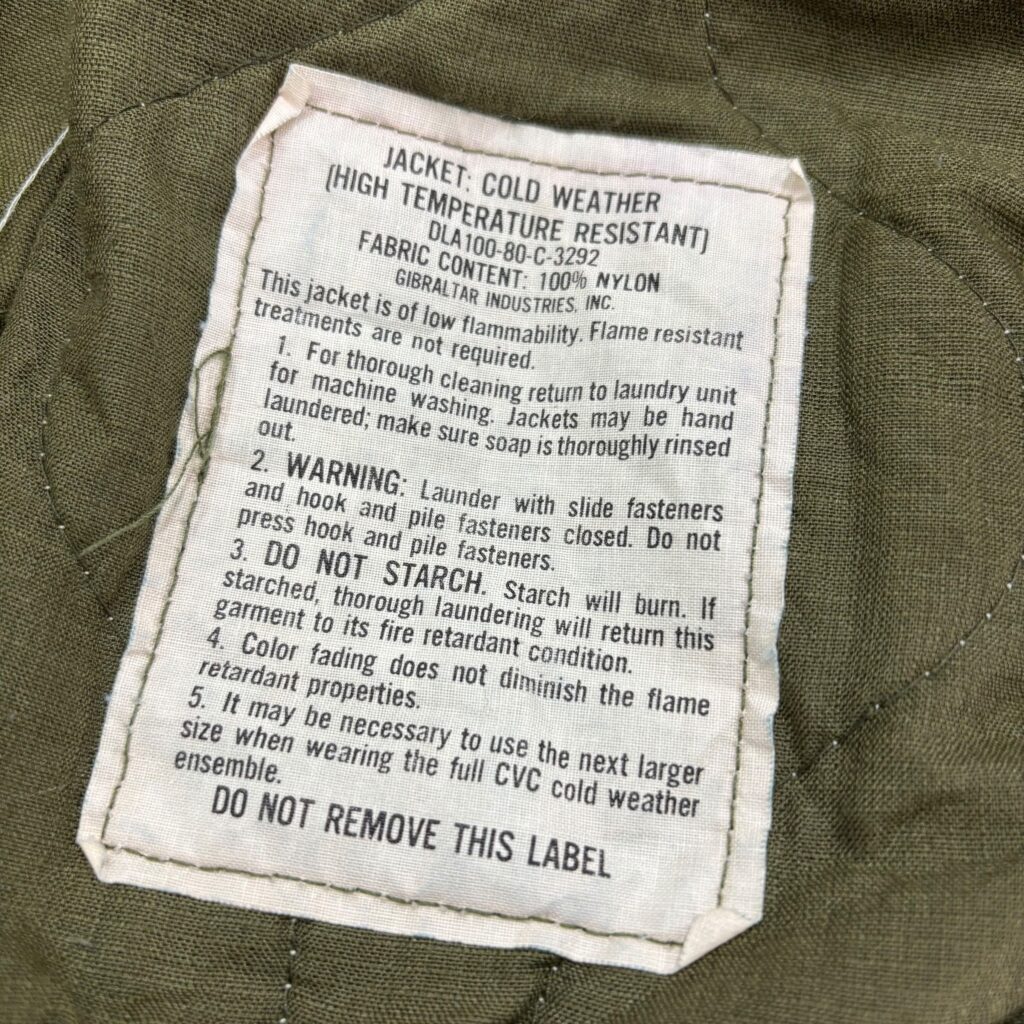 JACKET: COLD WEATHER
(HIGH TEMPERATURE RESISTANT)
DLA100-80-C-3292
FABRIC CONTENT: 100% NYLON
GIBRALTAR INDUSTRIES, INC.
This jacket is of low flammability. Flame resistant
treatments are not required.
1. For thorough cleaning return to laundry unit
for machine washing. Jackets may be hand
laundered; make sure soap is thoroughly rinsed
out.
2. WARNING: Launder with slide fasteners
and hook and pile fasteners closed. Do not
press hook and pile fasteners.
3. DO NOT STARCH. Starch will burn. If
starched, thorough laundering will return this
garment to its fire retardant condition.
4. Color fading does not diminish the flame
retardant properties.
5. It may be necessary to use the next larger
size when wearing the full CVC cold weather
ensemble.
DO NOT REMOVE THIS LABEL